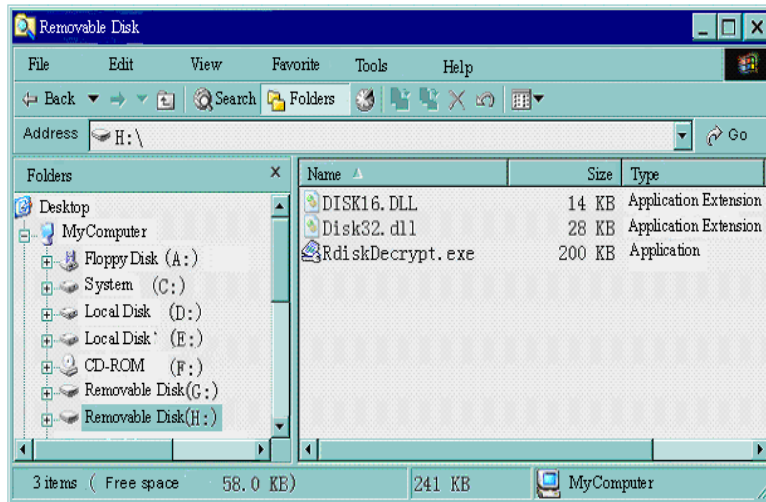 Removable Disk
File Edit View Favorite Tools Help
Back Search Folders
Address H:\ Go
Folders x
Desktop
MyComputer
Floppy Disk (A:)
System (C:)
Local Disk (D:)
Local Disk (E:)
CD-ROM (F:)
Removable Disk(G:)
Removable Disk(H:)
Name Size Type
DISK16.DLL 14 KB Application Extension
Disk32.dll 28 KB Application Extension
RdiskDecrypt.exe 200 KB Application
3 items ( Free space 58.0 KB) 241 KB MyComputer